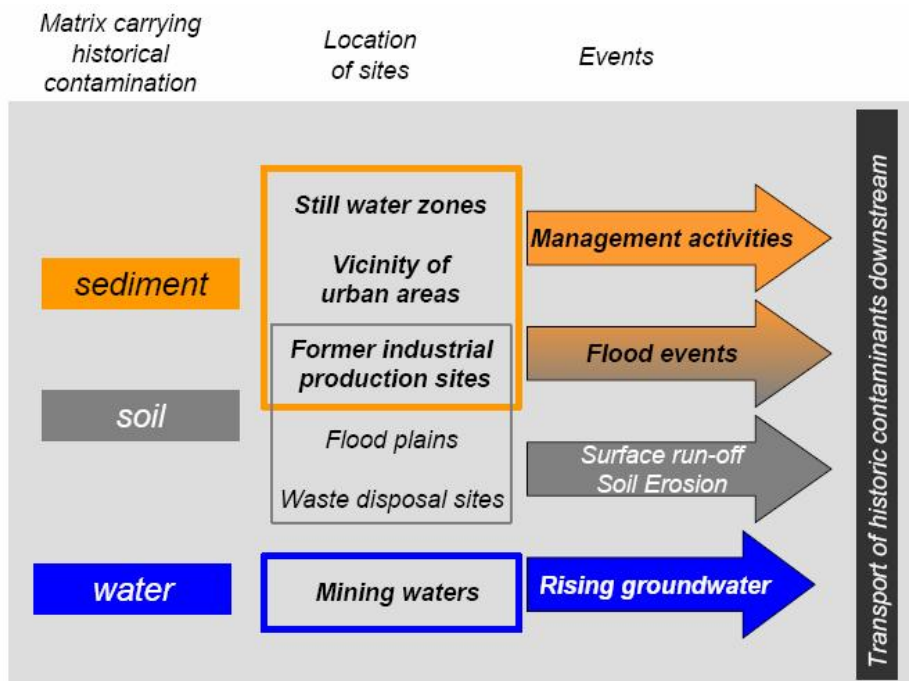 Matrix carrying
historical
contamination
Location
of sites
Events
sediment
soil
water
Still water zones
Vicinity of
urban areas
Former industrial
production sites
Flood plains
Waste disposal sites
Mining waters
Management activities
Flood events
Surface run-off
Soil Erosion
Rising groundwater
Transport of historic contaminants downstream